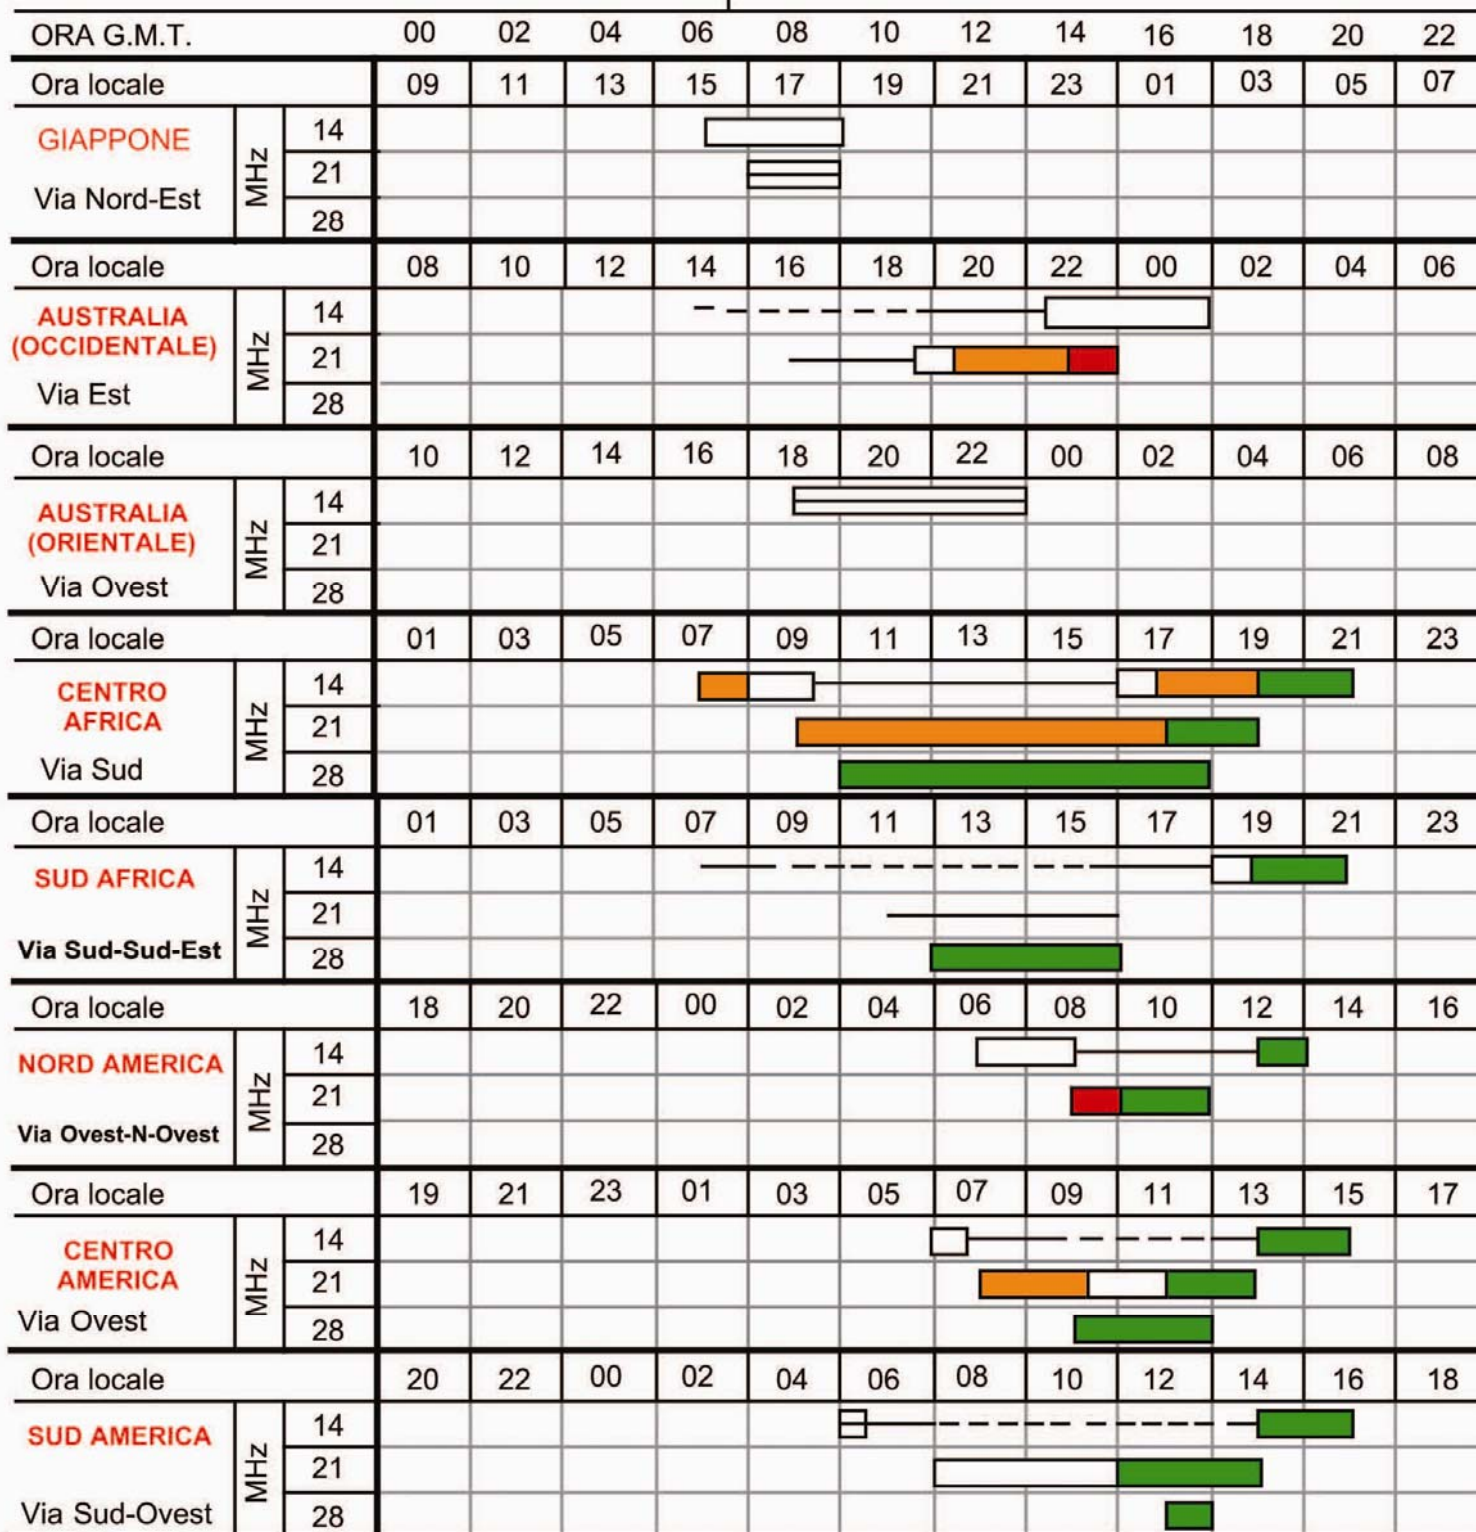 ORA G.M.T. 00 02 04 06 08 10 12 14 16 18 20 22
Ora locale 09 11 13 15 17 19 21 23 01 03 05 07
GIAPPONE
Via Nord-Est
MHz
14
21
28
Ora locale 08 10 12 14 16 18 20 22 00 02 04 06
AUSTRALIA
(OCCIDENTALE)
Via Est
MHz
14
21
28
Ora locale 10 12 14 16 18 20 22 00 02 04 06 08
AUSTRALIA
(ORIENTALE)
Via Ovest
MHz
14
21
28
Ora locale 01 03 05 07 09 11 13 15 17 19 21 23
CENTRO
AFRICA
Via Sud
MHz
14
21
28
Ora locale 01 03 05 07 09 11 13 15 17 19 21 23
SUD AFRICA
Via Sud-Sud-Est
MHz
14
21
28
Ora locale 18 20 22 00 02 04 06 08 10 12 14 16
NORD AMERICA
Via Ovest-N-Ovest
MHz
14
21
28
Ora locale 19 21 23 01 03 05 07 09 11 13 15 17
CENTRO
AMERICA
Via Ovest
MHz
14
21
28
Ora locale 20 22 00 02 04 06 08 10 12 14 16 18
SUD AMERICA
Via Sud-Ovest
MHz
14
21
28